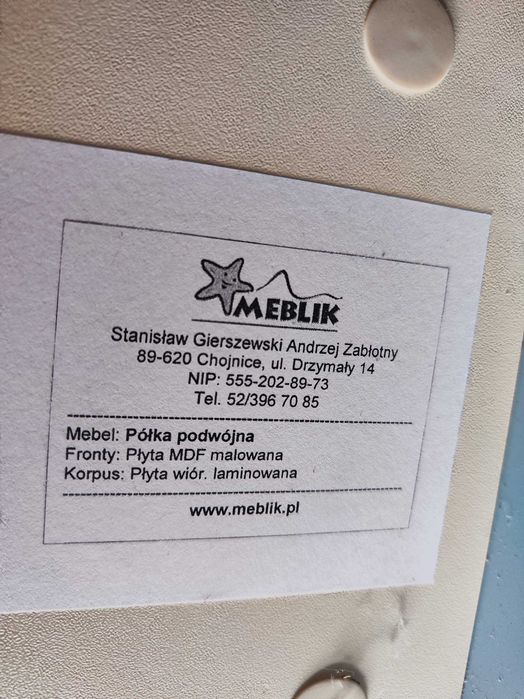 MEBLIK
Stanisław Gierszewski Andrzej Zabłotny
89-620 Chojnice, ul. Drzymały 14
NIP: 555-202-89-73
Tel. 52/396 70 85
Mebel: Półka podwójna
Fronty: Płyta MDF malowana
Korpus: Płyta wiór. laminowana
www.meblik.pl